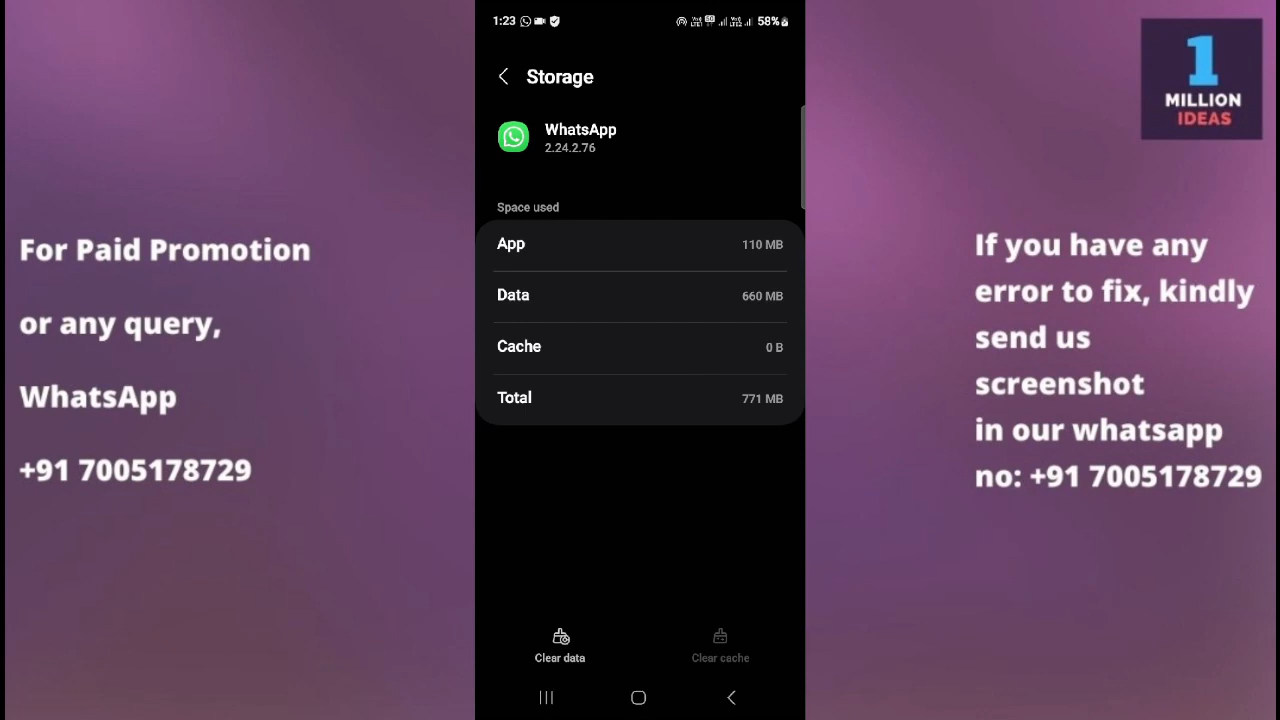 1:23
58%
1
MILLION
IDEAS
Storage
WhatsApp
2.24.2.76
Space used
App 110 MB
Data 660 MB
Cache 0 B
Total 771 MB
Clear data
Clear cache
For Paid Promotion
or any query,
WhatsApp
+91 7005178729
If you have any
error to fix, kindly
send us
screenshot
in our whatsapp
no: +91 7005178729